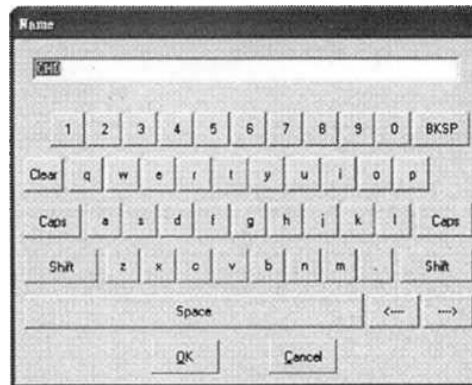 Name
CH0
1 2 3 4 5 6 7 8 9 0 BKSP
Clear q w e r t y u i o p
Caps a s d f g h j k l Caps
Shift z x c v b n m . Shift
Space <---- ---->
OK Cancel